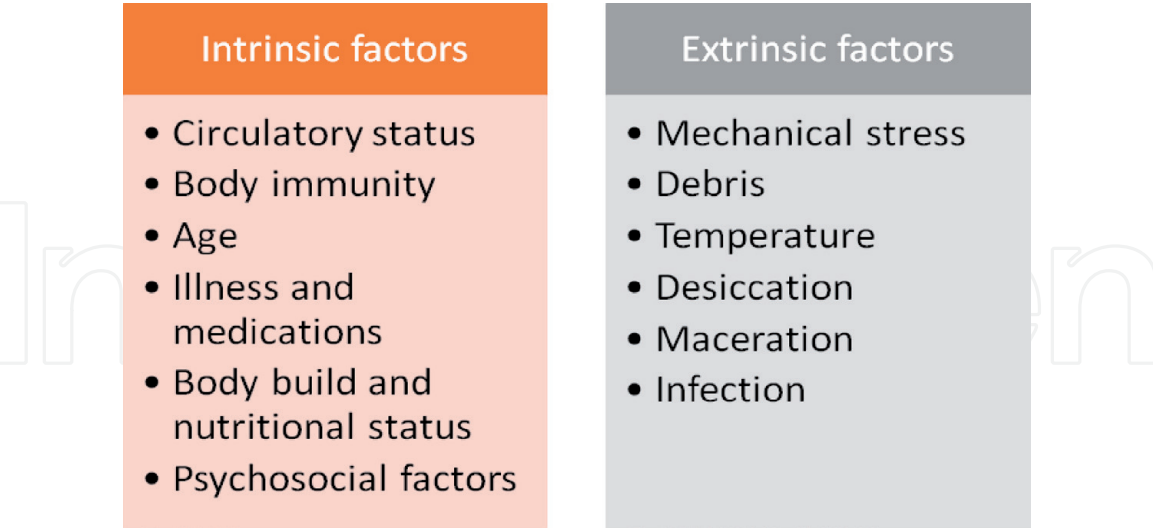 Intrinsic factors
• Circulatory status
• Body immunity
• Age
• Illness and
medications
• Body build and
nutritional status
• Psychosocial factors
Extrinsic factors
• Mechanical stress
• Debris
• Temperature
• Desiccation
• Maceration
• Infection